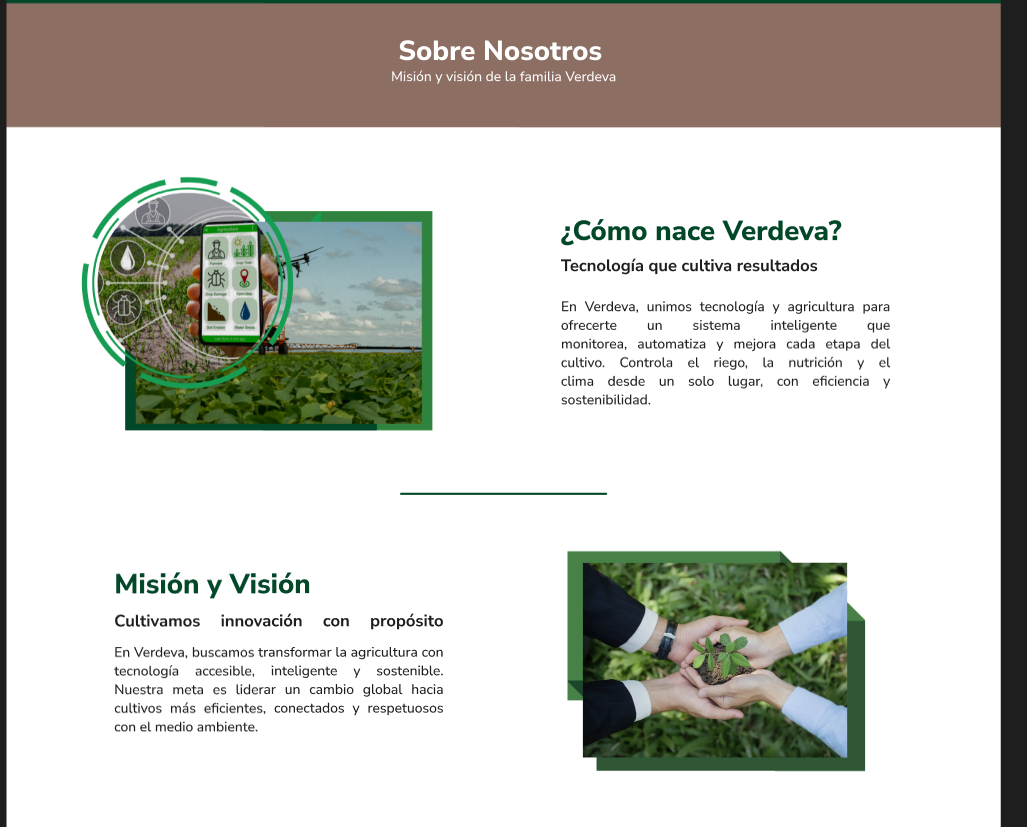 Sobre Nosotros
Misión y visión de la familia Verdeva
¿Cómo nace Verdeva?
Tecnología que cultiva resultados
En Verdeva, unimos tecnología y agricultura para
ofrecerte un sistema inteligente que
monitorea, automatiza y mejora cada etapa del
cultivo. Controla el riego, la nutrición y el
clima desde un solo lugar, con eficiencia y
sostenibilidad.
Agriculture
Misión y Visión
Cultivamos innovación con propósito
En Verdeva, buscamos transformar la agricultura con
tecnología accesible, inteligente y sostenible.
Nuestra meta es liderar un cambio global hacia
cultivos más eficientes, conectados y respetuosos
con el medio ambiente.